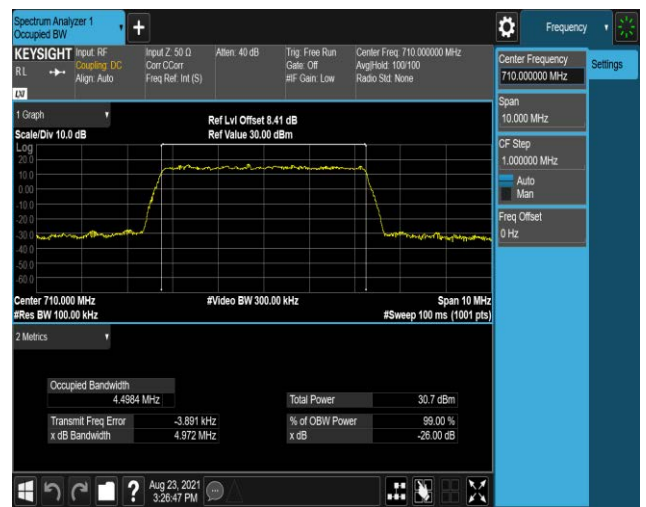 Spectrum Analyzer 1
Occupied BW
+
Frequency
KEYSIGHT
RL
LXI
Input: RF
Coupling: DC
Align: Auto
Input Z: 50 Ω
Corr CCorr
Freq Ref: Int (S)
Atten: 40 dB
Trig: Free Run
Gate: Off
#IF Gain: Low
Center Freq: 710.000000 MHz
Avg|Hold: 100/100
Radio Std: None
Center Frequency
710.000000 MHz
Settings
Span
10.000 MHz
CF Step
1.000000 MHz
Auto
Man
Freq Offset
0 Hz
1 Graph
Scale/Div 10.0 dB
Ref Lvl Offset 8.41 dB
Ref Value 30.00 dBm
Log
20.0
10.0
0.00
-10.0
-20.0
-30.0
-40.0
-50.0
-60.0
Center 710.000 MHz
#Video BW 300.00 kHz
Span 10 MHz
#Res BW 100.00 kHz
#Sweep 100 ms (1001 pts)
2 Metrics
Occupied Bandwidth
4.4984 MHz
Total Power 30.7 dBm
Transmit Freq Error -3.891 kHz
% of OBW Power 99.00 %
x dB Bandwidth 4.972 MHz
x dB -26.00 dB
?
Aug 23, 2021
3:26:47 PM